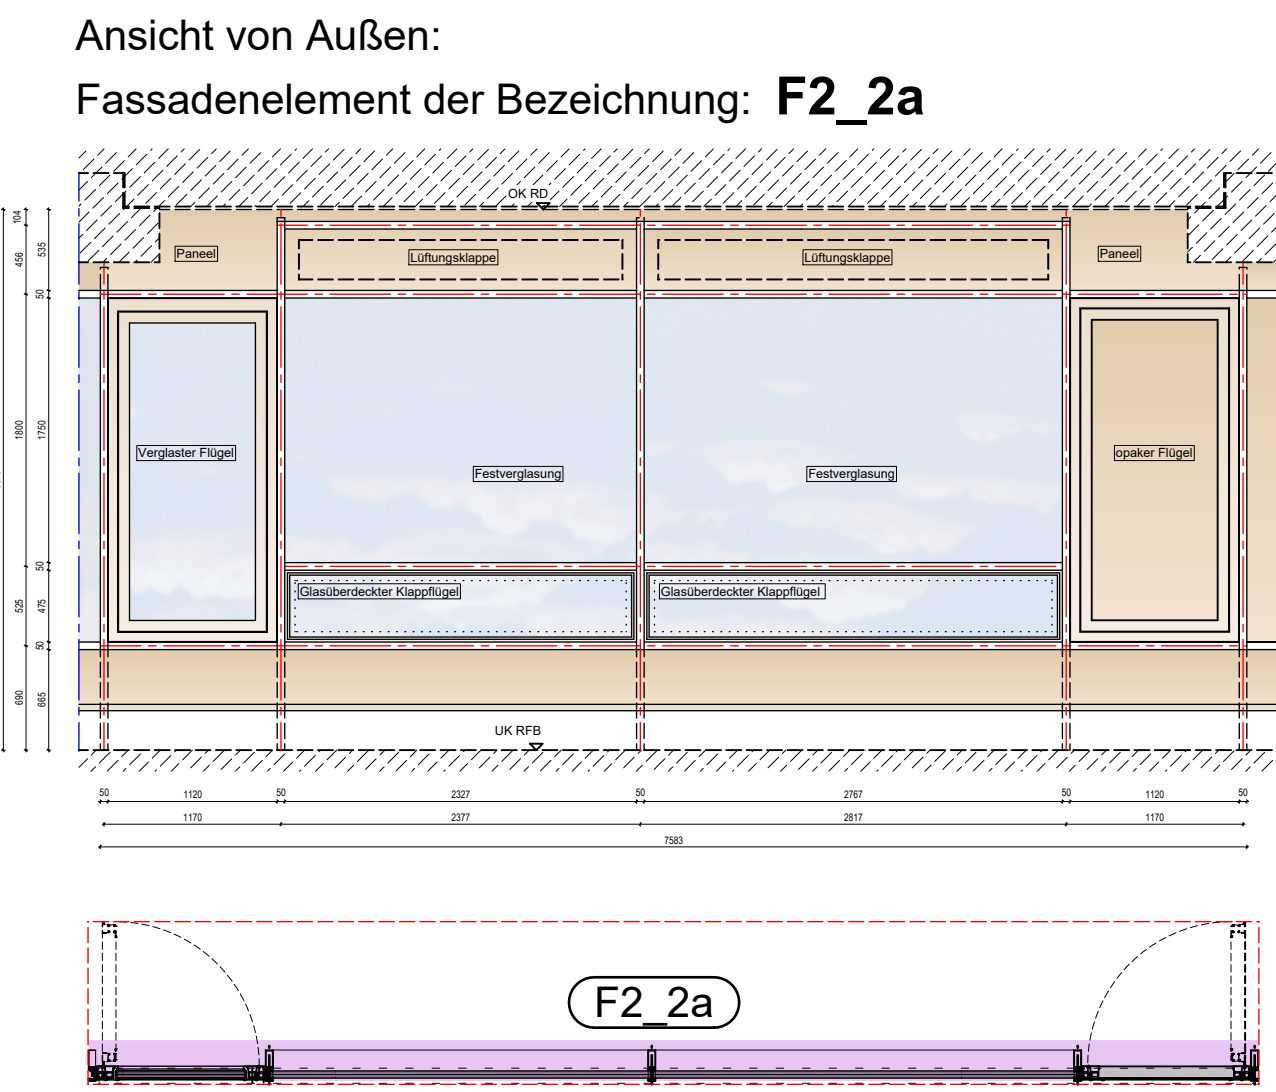 Ansicht von Außen:
Fassadenelement der Bezeichnung: F2_2a
OK RD
Paneel
Lüftungsklappe
Lüftungsklappe
Paneel
104
456
535
50
1800
1750
50
525
475
50
690
665
Verglaster Flügel
Festverglasung
Festverglasung
opaker Flügel
Glasüberdeckter Klappflügel
Glasüberdeckter Klappflügel
UK RFB
50 1120 50 2327 50 2767 50 1120 50
1170 2377 2817 1170
7583
F2_2a